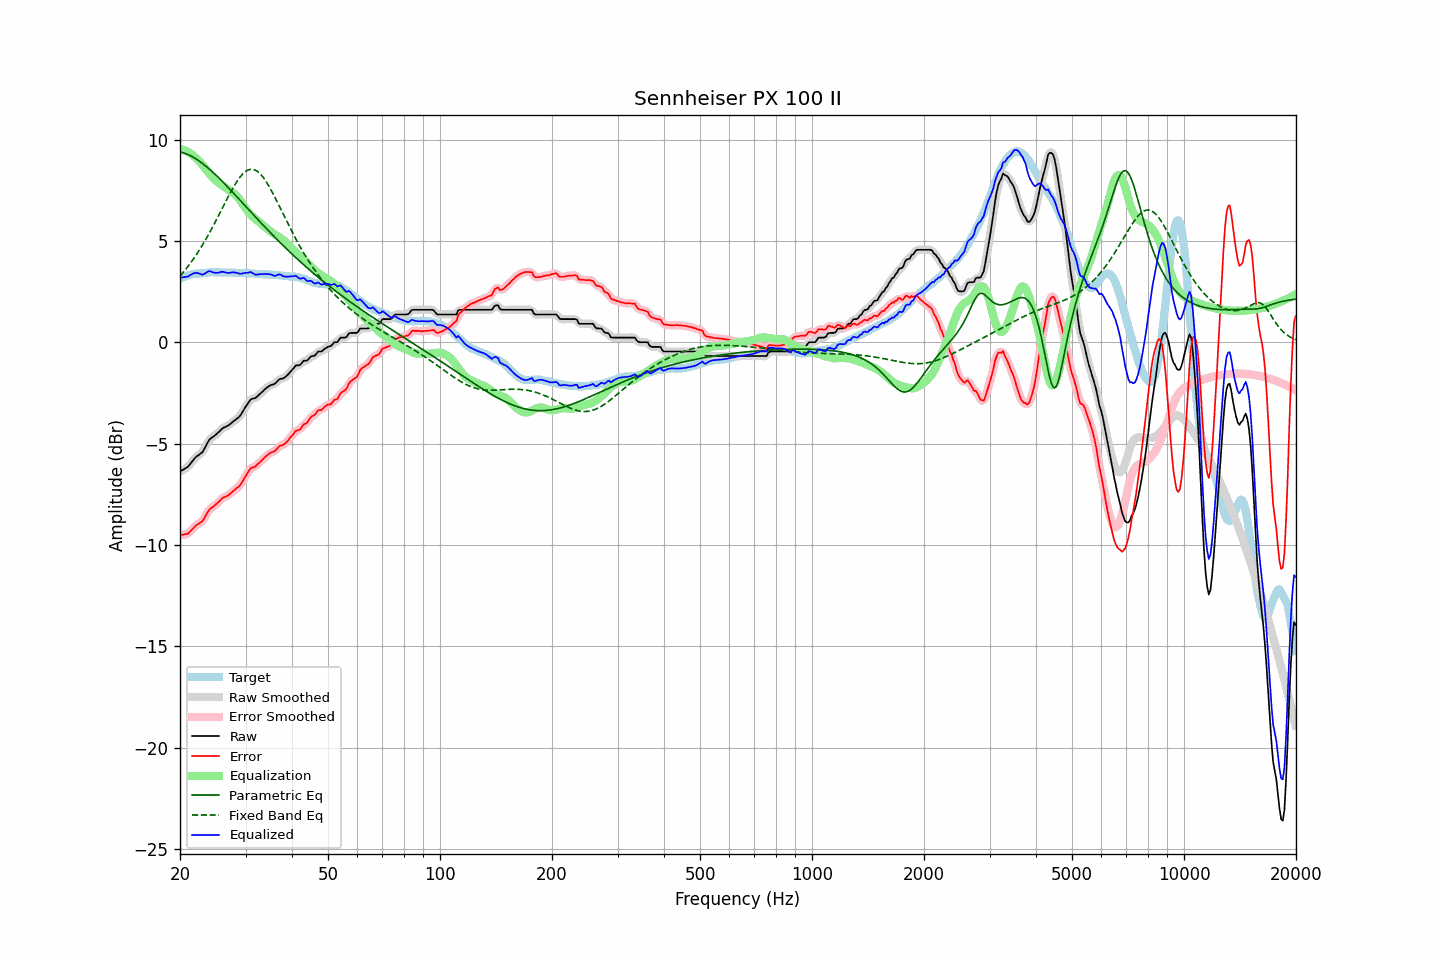 Sennheiser PX 100 II
10
5
0
−5
−10
−15
−20
−25
Amplitude (dBr)
Target
Raw Smoothed
Error Smoothed
Raw
Error
Equalization
Parametric Eq
Fixed Band Eq
Equalized
20 50 100 200 500 1000 2000 5000 10000 20000
Frequency (Hz)